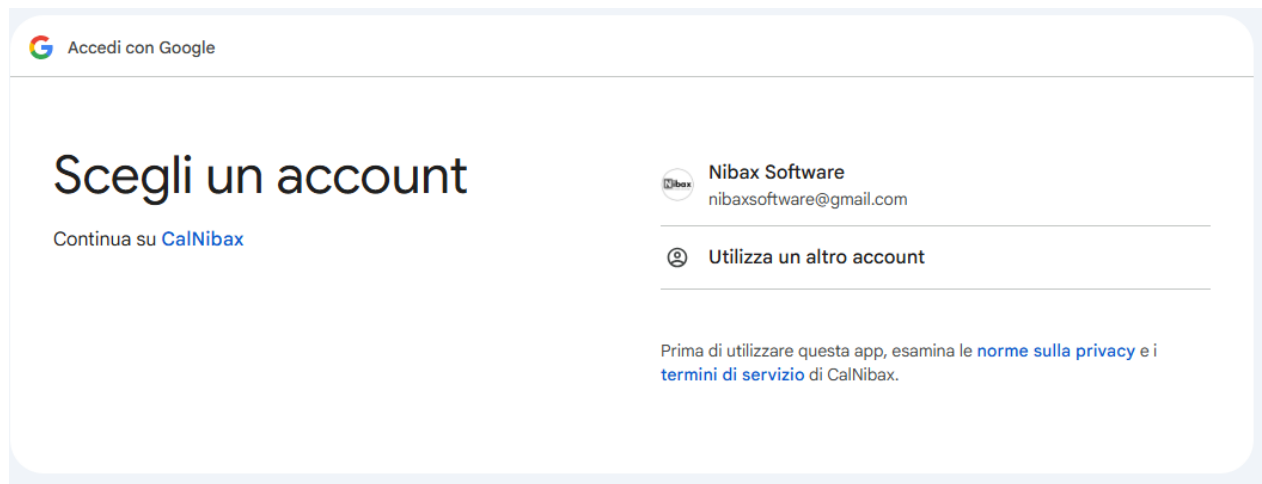 Accedi con Google
Scegli un account
Continua su CalNibax
Nibax
Nibax Software
nibaxsoftware@gmail.com
Utilizza un altro account
Prima di utilizzare questa app, esamina le norme sulla privacy e i
termini di servizio di CalNibax.